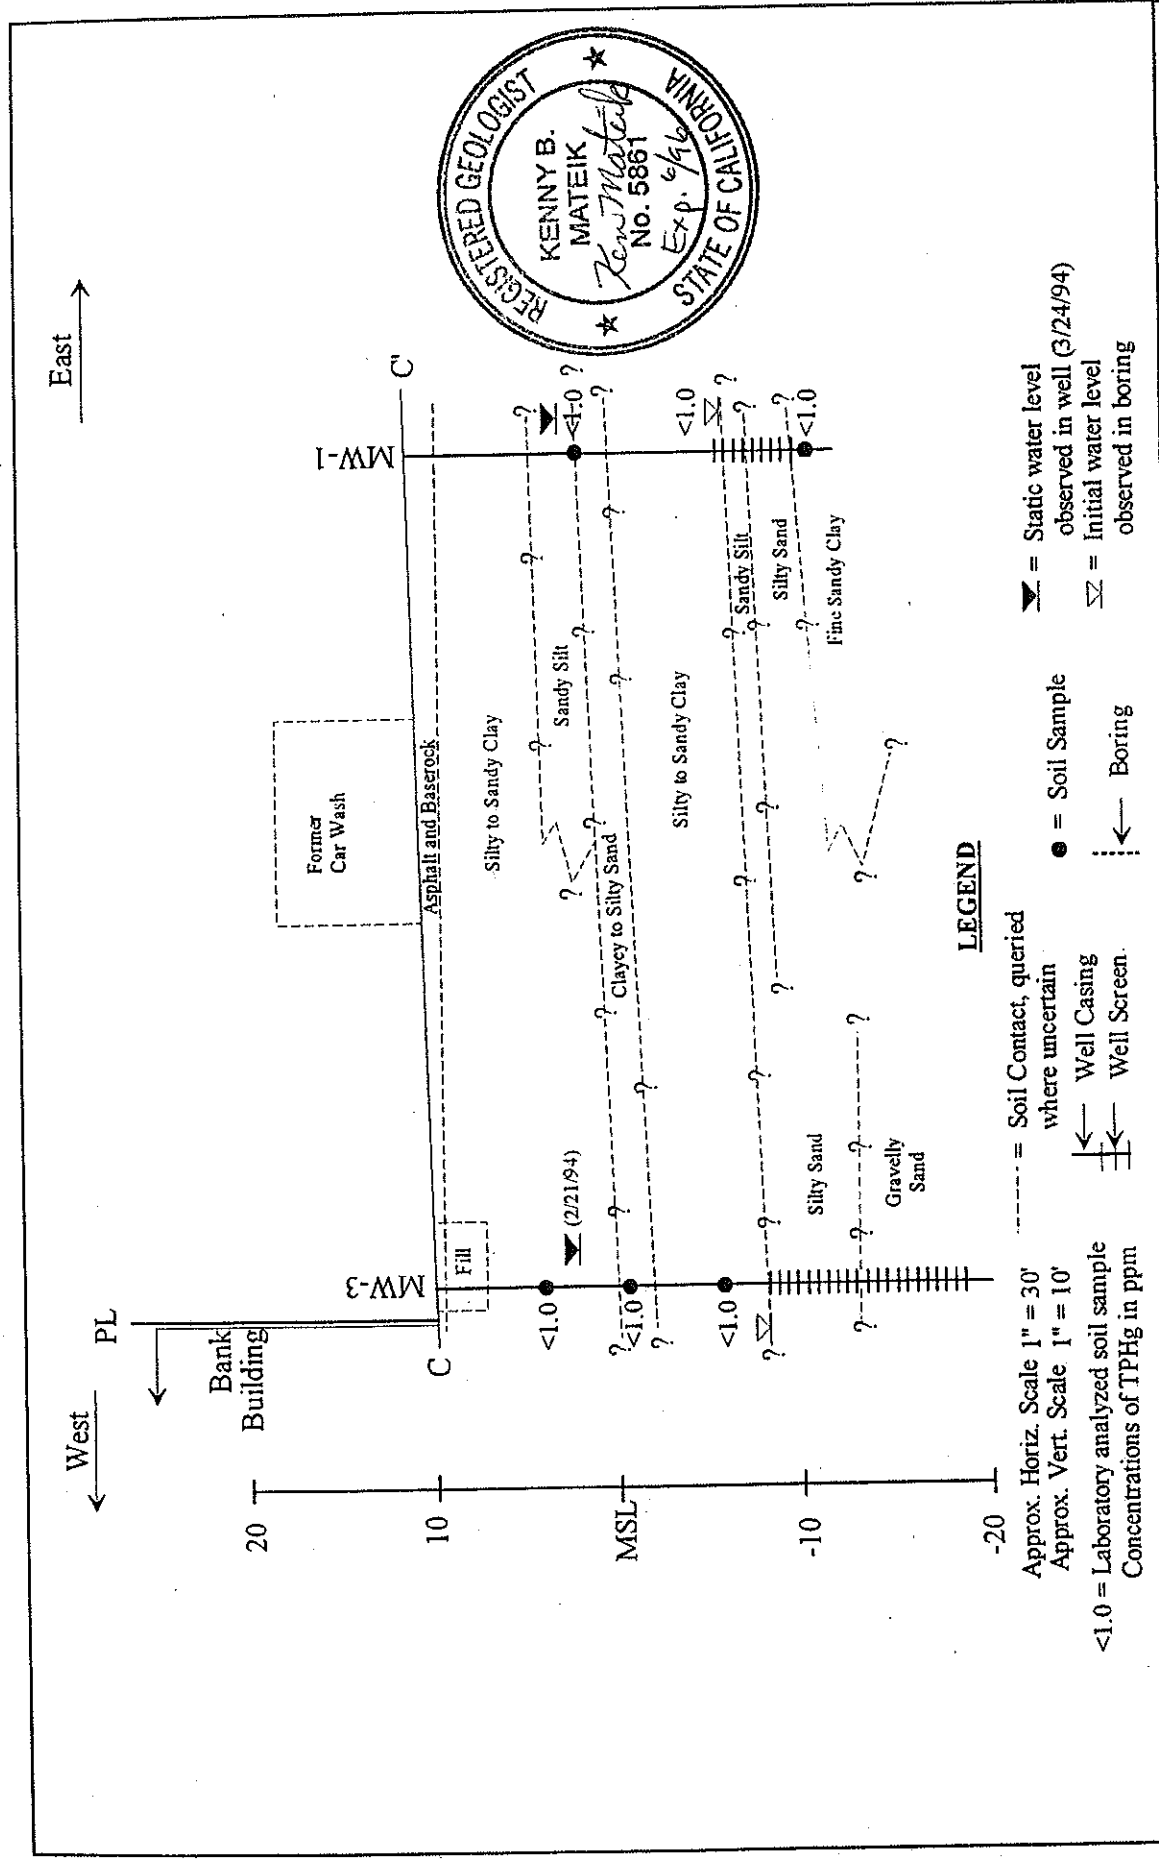 West
East
PL
Bank
Building
Former
Car Wash
C
C'
MW-3
MW-1
20
10
MSL
-10
-20
Asphalt and Baserock
Fill
Silty to Sandy Clay
Sandy Silt
(2/21/94)
Clayey to Silty Sand
Silty to Sandy Clay
Sandy Silt
Silty Sand
Fine Sandy Clay
Silty Sand
Gravelly
Sand
<1.0
<1.0
<1.0
<1.0 ?
<1.0
<1.0
REGISTERED GEOLOGIST
KENNY B.
MATEIK
Ken Mateik
No. 5861
Exp. 6/96
STATE OF CALIFORNIA
LEGEND
Approx. Horiz. Scale 1" = 30'
Approx. Vert. Scale 1" = 10'
<1.0 = Laboratory analyzed soil sample
Concentrations of TPHg in ppm
----- = Soil Contact, queried
where uncertain
Well Casing
Well Screen
= Soil Sample
Boring
= Static water level
observed in well (3/24/94)
= Initial water level
observed in boring